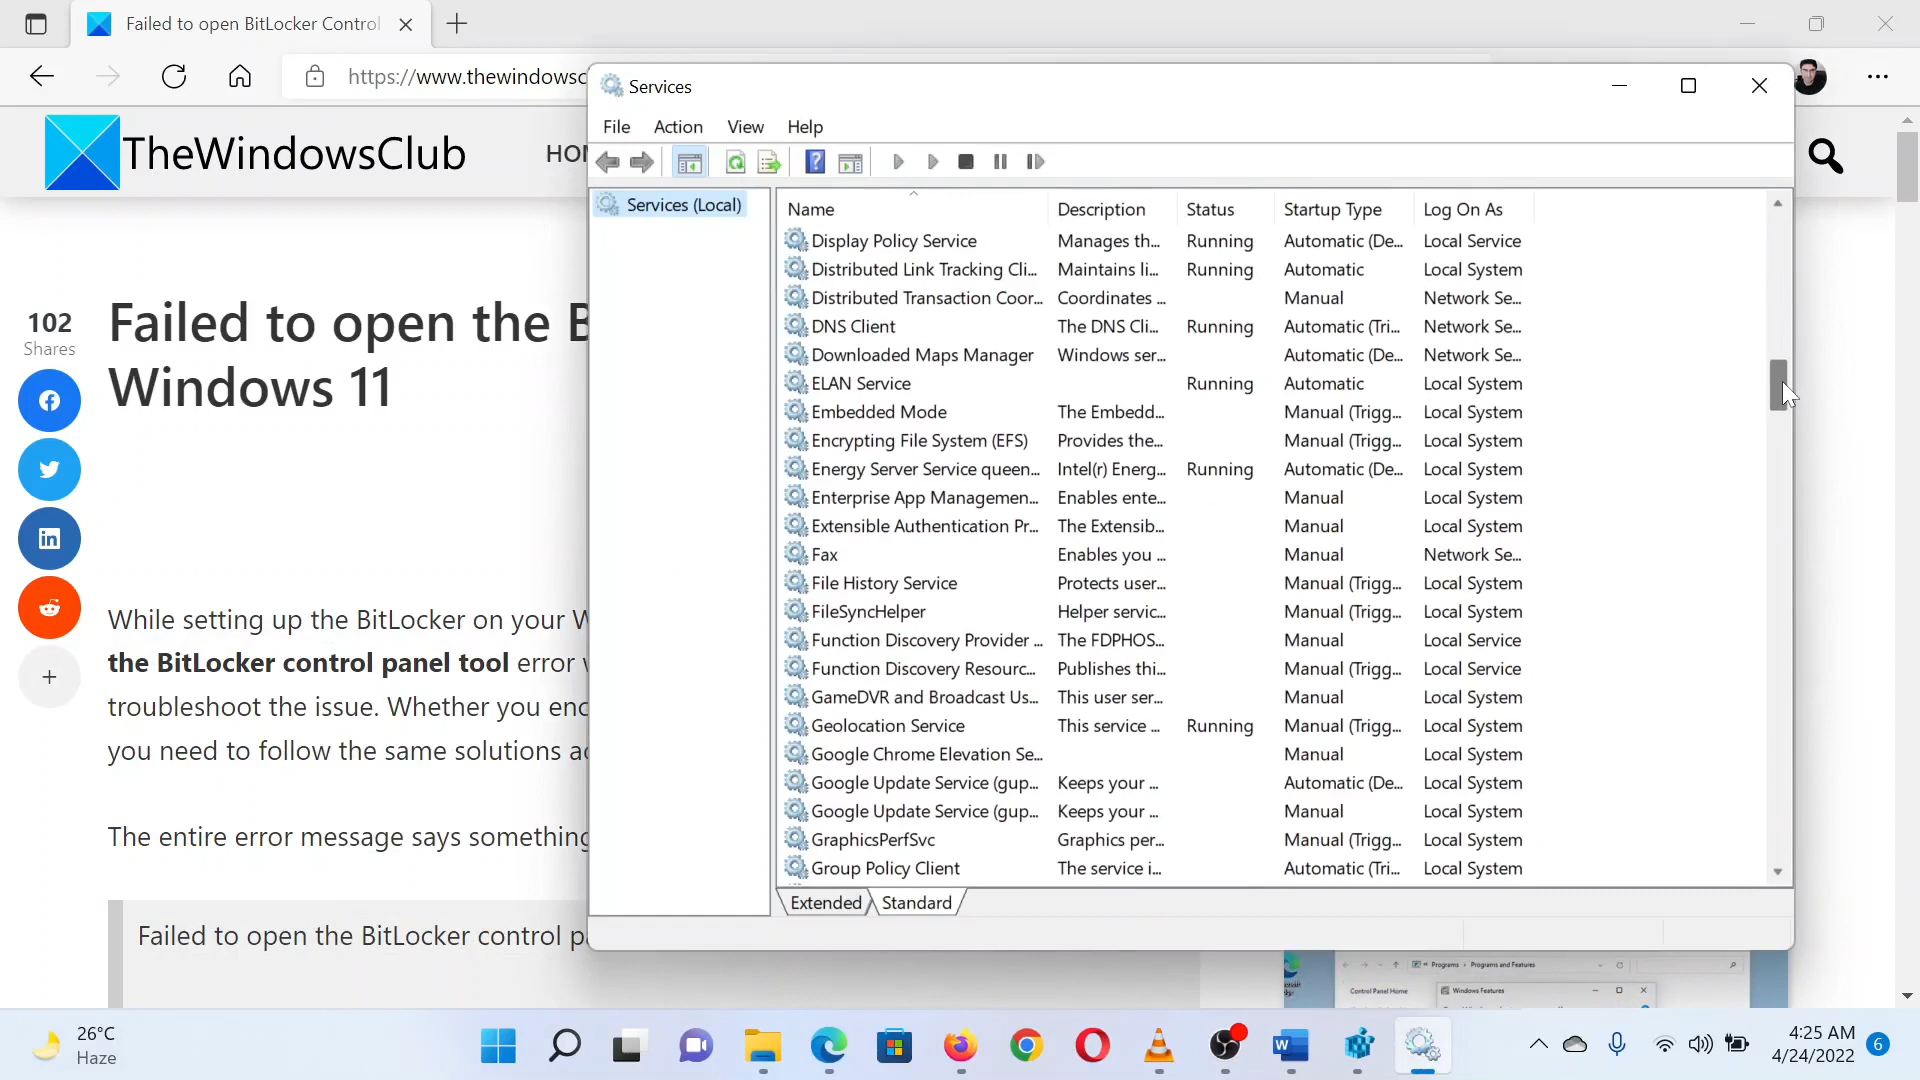 Failed to open BitLocker Control
https://www.thewindowsc
TheWindowsClub
HOM
102
Shares
Failed to open the B
Windows 11
While setting up the BitLocker on your W
the BitLocker control panel tool error
troubleshoot the issue. Whether you enc
you need to follow the same solutions a
The entire error message says something
Failed to open the BitLocker control pa
Services
File Action View Help
Services (Local)
Name Description Status Startup Type Log On As
Display Policy Service Manages th... Running Automatic (De... Local Service
Distributed Link Tracking Cli... Maintains li... Running Automatic Local System
Distributed Transaction Coor... Coordinates ... Manual Network Se...
DNS Client The DNS Cli... Running Automatic (Tri... Network Se...
Downloaded Maps Manager Windows ser... Automatic (De... Network Se...
ELAN Service Running Automatic Local System
Embedded Mode The Embedd... Manual (Trigg... Local System
Encrypting File System (EFS) Provides the... Manual (Trigg... Local System
Energy Server Service queen... Intel(r) Energ... Running Automatic (De... Local System
Enterprise App Managemen... Enables ente... Manual Local System
Extensible Authentication Pr... The Extensib... Manual Local System
Fax Enables you ... Manual Network Se...
File History Service Protects user... Manual (Trigg... Local System
FileSyncHelper Helper servic... Manual (Trigg... Local System
Function Discovery Provider ... The FDPHOS... Manual Local Service
Function Discovery Resourc... Publishes thi... Manual (Trigg... Local Service
GameDVR and Broadcast Us... This user ser... Manual Local System
Geolocation Service This service ... Running Manual (Trigg... Local System
Google Chrome Elevation Se... Manual Local System
Google Update Service (gup... Keeps your ... Automatic (De... Local System
Google Update Service (gup... Keeps your ... Manual Local System
GraphicsPerfSvc Graphics per... Manual (Trigg... Local System
Group Policy Client The service i... Automatic (Tri... Local System
Extended Standard
Programs Programs and Features
Control Panel Home Windows Features
26°C
Haze
4:25 AM
4/24/2022
6